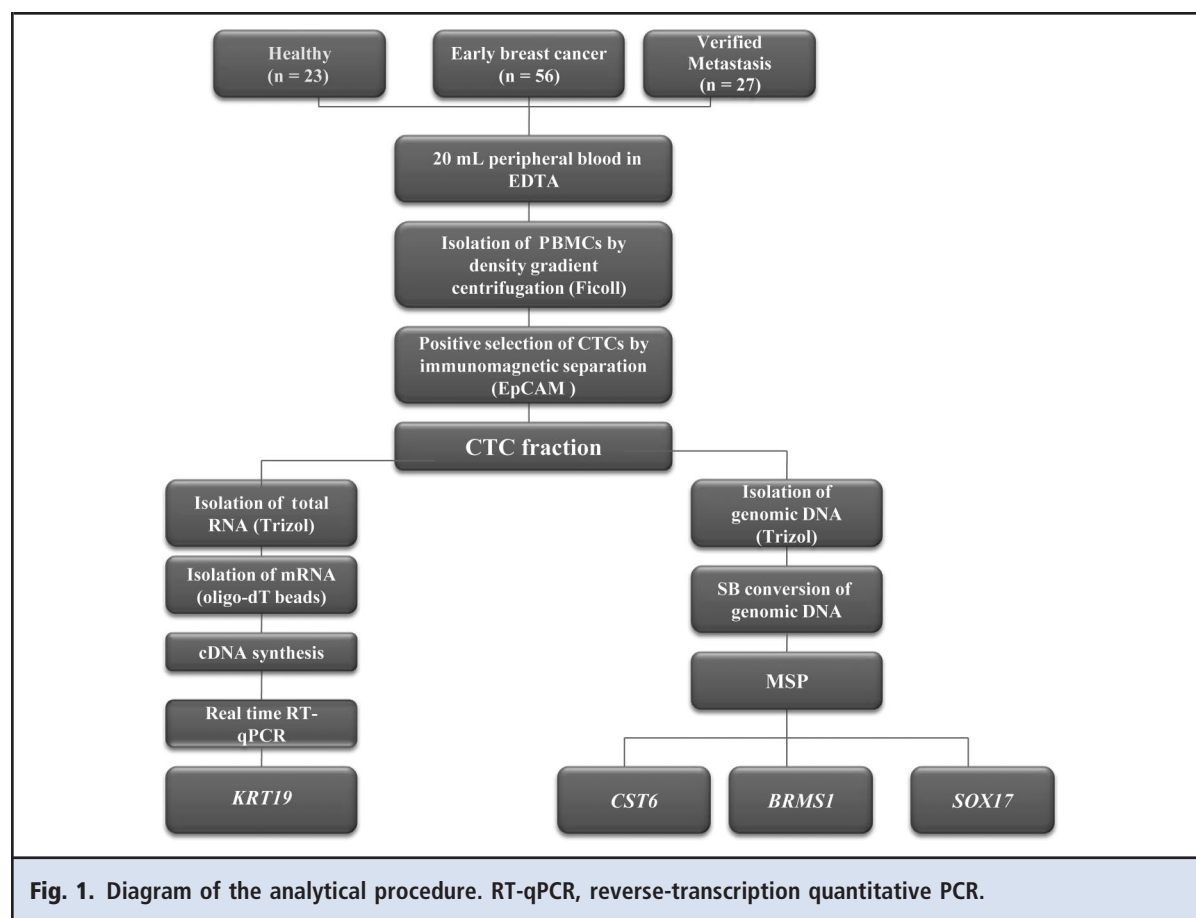 Healthy
(n = 23)
Early breast cancer
(n = 56)
Verified
Metastasis
(n = 27)
20 mL peripheral blood in
EDTA
Isolation of PBMCs by
density gradient
centrifugation (Ficoll)
Positive selection of CTCs by
immunomagnetic separation
(EpCAM )
CTC fraction
Isolation of total
RNA (Trizol)
Isolation of mRNA
(oligo-dT beads)
cDNA synthesis
Real time RT-
qPCR
KRT19
Isolation of
genomic DNA
(Trizol)
SB conversion of
genomic DNA
MSP
CST6
BRMS1
SOX17
Fig. 1. Diagram of the analytical procedure. RT-qPCR, reverse-transcription quantitative PCR.